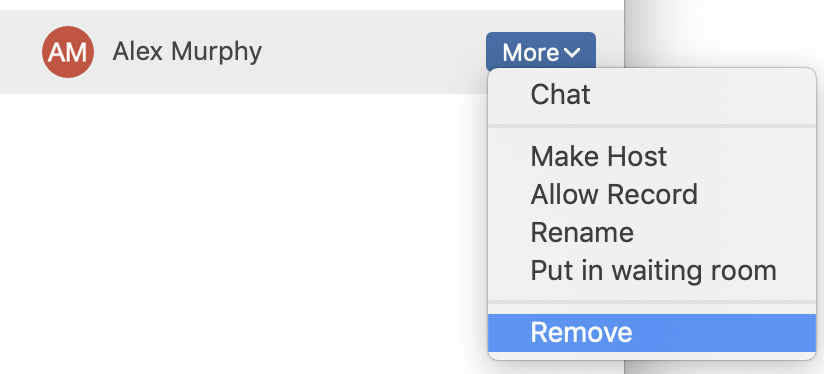 AM Alex Murphy More
Chat
Make Host
Allow Record
Rename
Put in waiting room
Remove